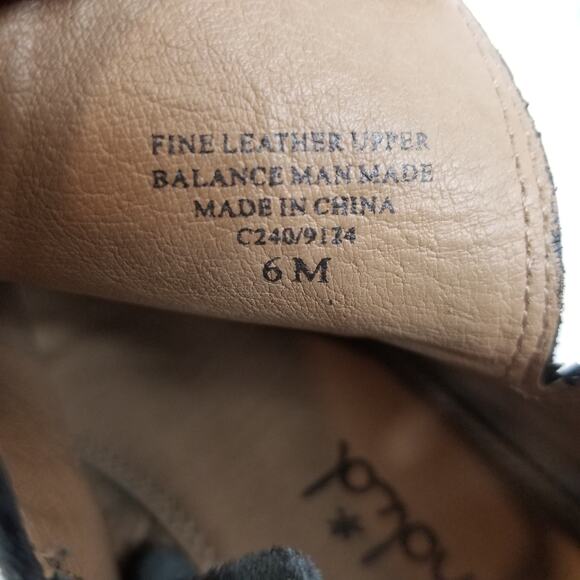 FINE LEATHER UPPER
BALANCE MAN MADE
MADE IN CHINA
C240/9124
6 M